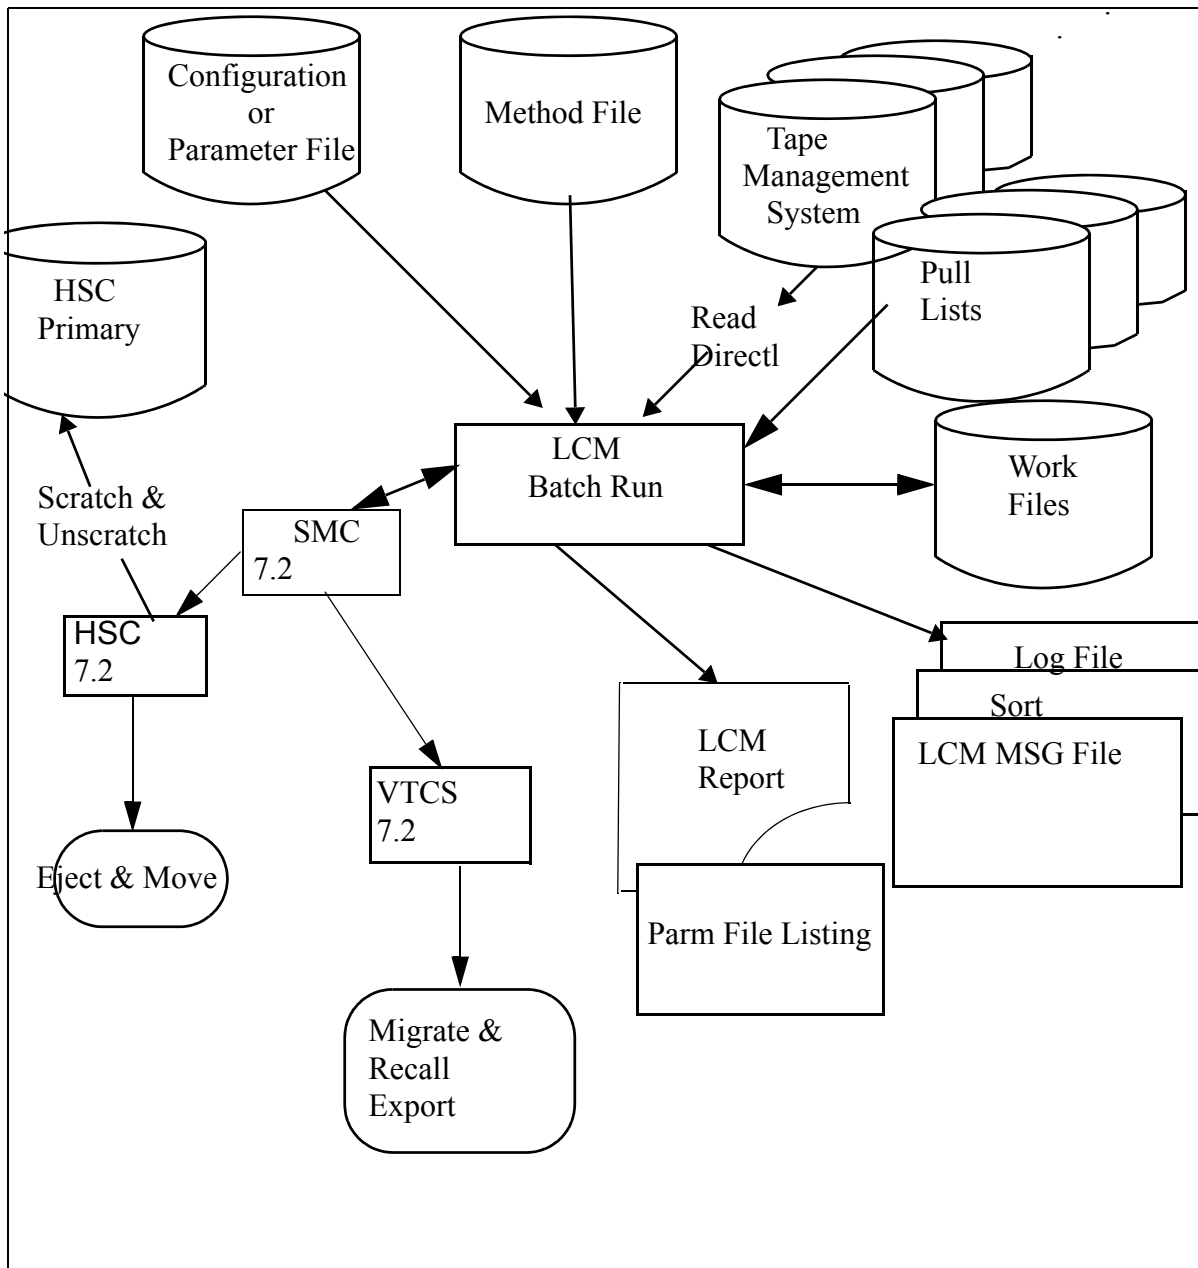 Configuration
or
Parameter File
Method File
Tape
Management
System
HSC
Primary
Pull
Lists
Read
Directl
LCM
Batch Run
Work
Files
Scratch &
Unscratch
SMC
7.2
HSC
7.2
Log File
Sort
LCM MSG File
LCM
Report
VTCS
7.2
Eject & Move
Parm File Listing
Migrate &
Recall
Export